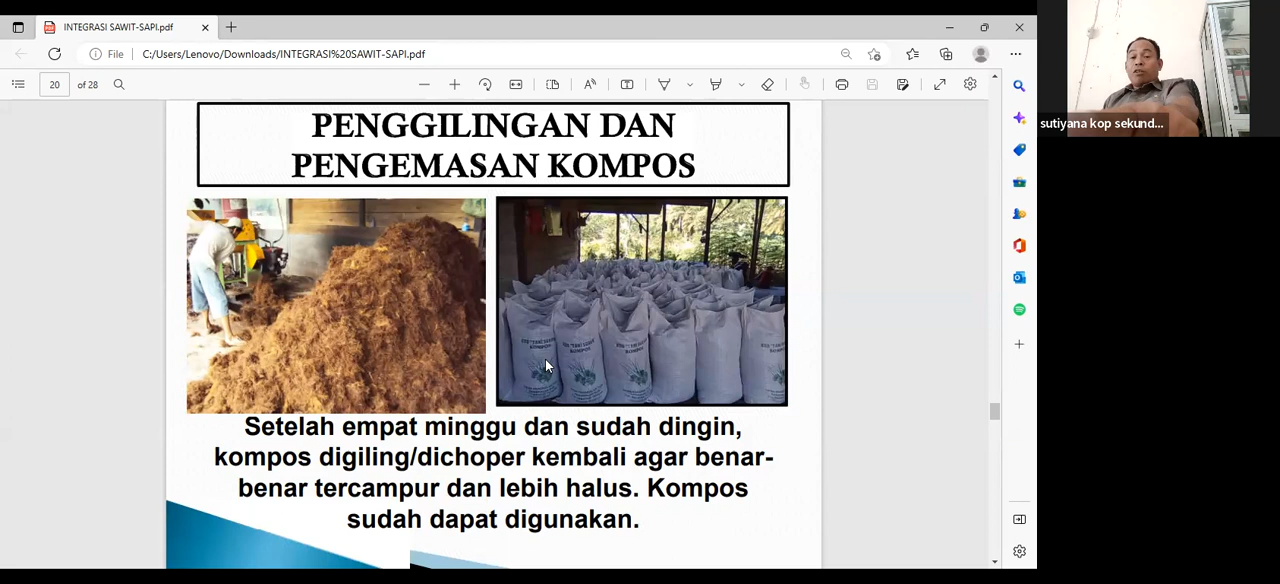 INTEGRASI SAWIT-SAPI.pdf
File
C:/Users/Lenovo/Downloads/INTEGRASI%20SAWIT-SAPI.pdf
20 of 28
PENGGILINGAN DAN
PENGEMASAN KOMPOS
Setelah empat minggu dan sudah dingin,
kompos digiling/dichoper kembali agar benar-
benar tercampur dan lebih halus. Kompos
sudah dapat digunakan.
sutiyana kop sekund...